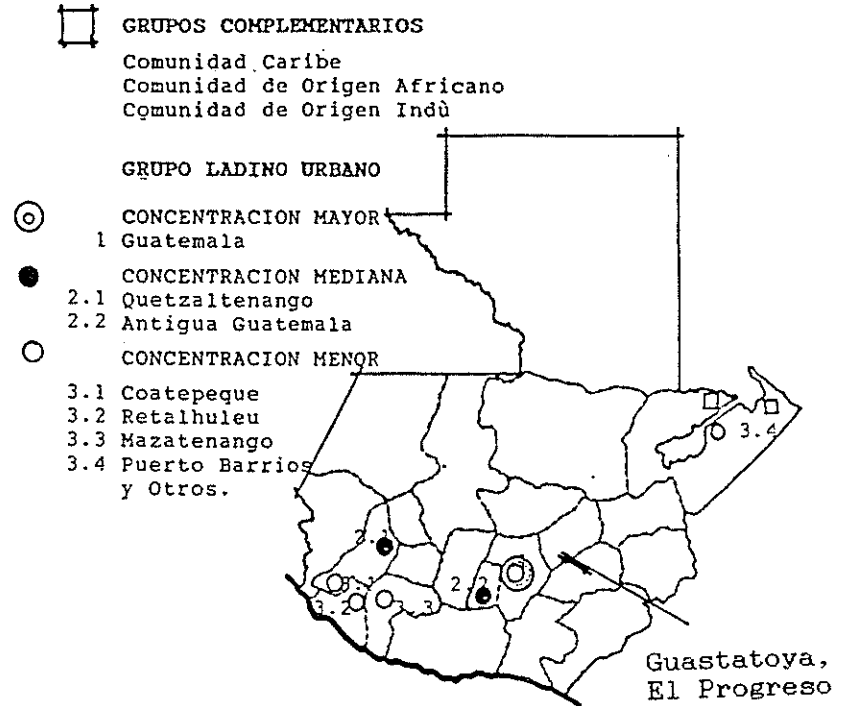 GRUPOS COMPLEMENTARIOS
Comunidad Caribe
Comunidad de Origen Africano
Comunidad de Origen Indù
GRUPO LADINO URBANO
CONCENTRACION MAYOR
1 Guatemala
CONCENTRACION MEDIANA
2.1 Quetzaltenango
2.2 Antigua Guatemala
CONCENTRACION MENOR
3.1 Coatepeque
3.2 Retalhuleu
3.3 Mazatenango
3.4 Puerto Barrios
y Otros.
3.4
2.1
2.2
3.1
3.2
3.3
Guastatoya,
El Progreso